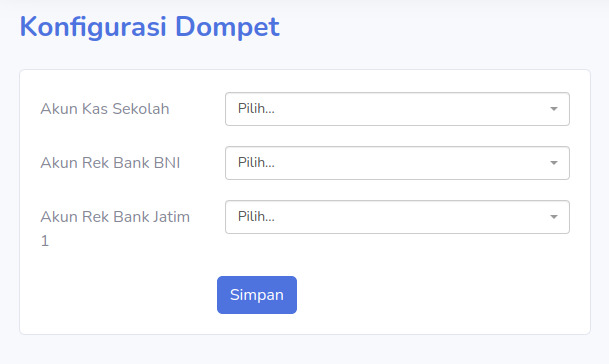 Konfigurasi Dompet
Akun Kas Sekolah
Pilih...
Akun Rek Bank BNI
Pilih...
Akun Rek Bank Jatim
1
Pilih...
Simpan